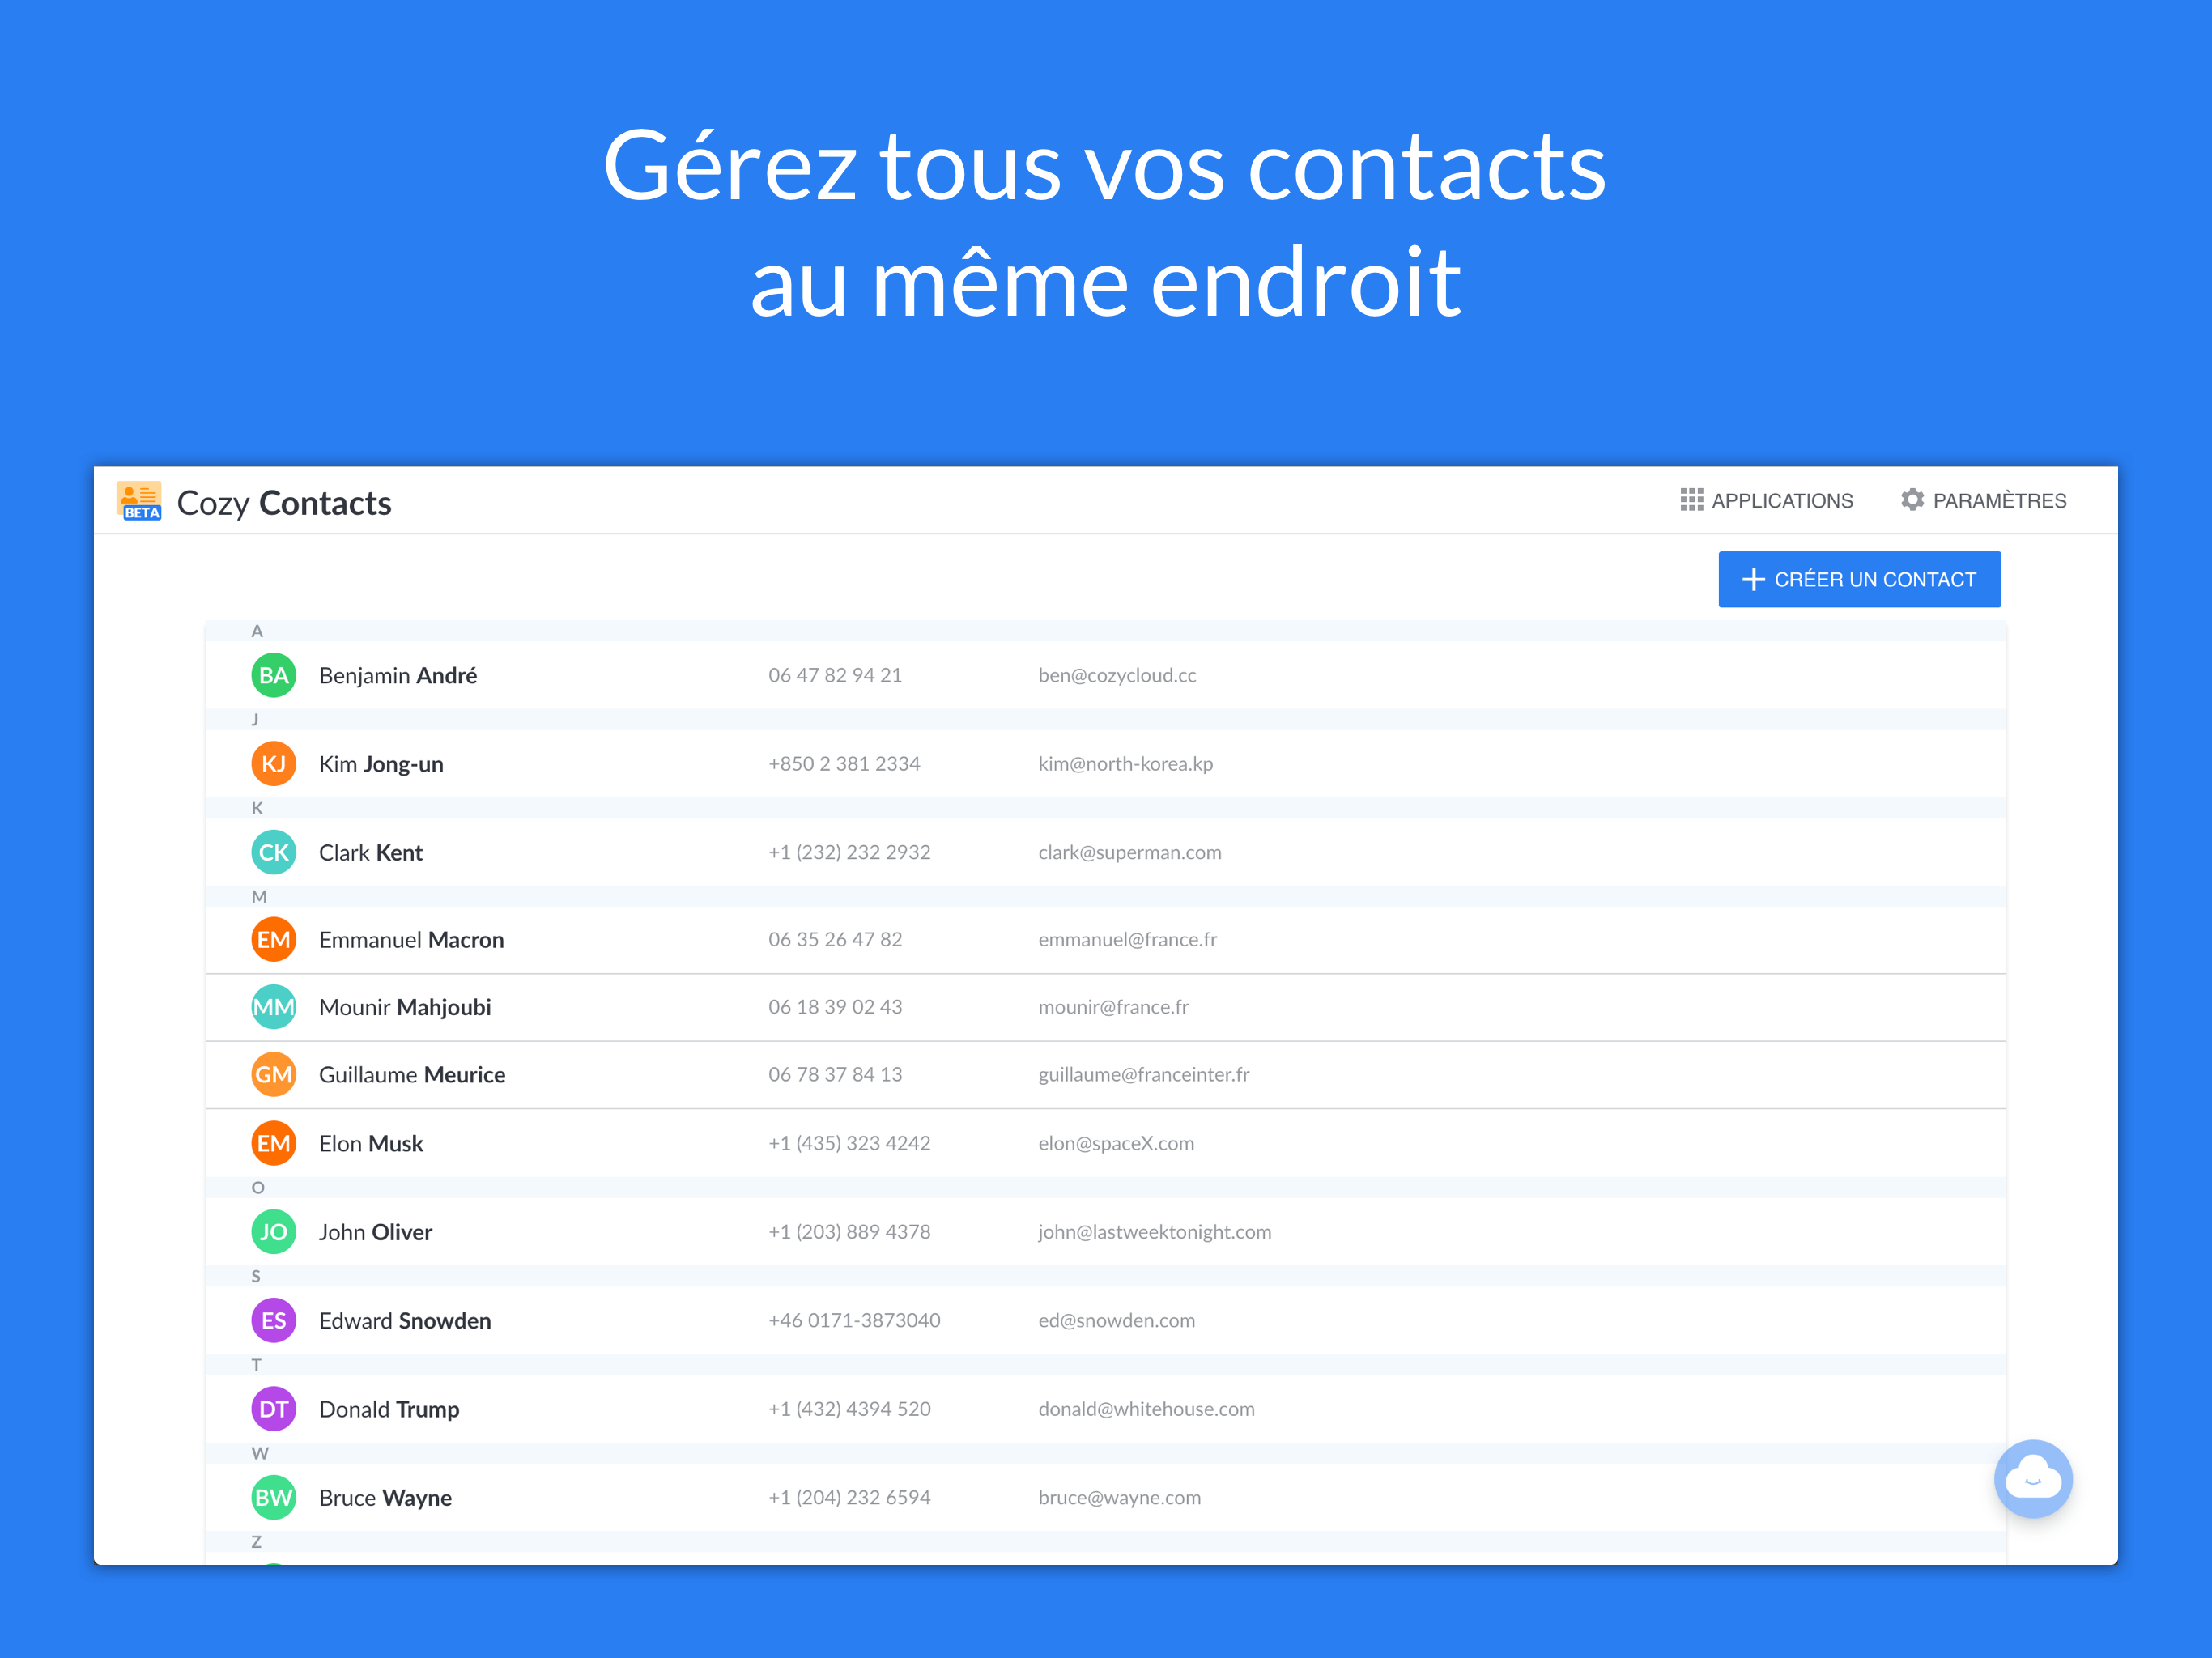 Gérez tous vos contacts
au même endroit
BETA Cozy Contacts APPLICATIONS PARAMÈTRES
CRÉER UN CONTACT
A
BA Benjamin André 06 47 82 94 21 ben@cozycloud.cc
J
KJ Kim Jong-un +850 2 381 2334 kim@north-korea.kp
K
CK Clark Kent +1 (232) 232 2932 clark@superman.com
M
EM Emmanuel Macron 06 35 26 47 82 emmanuel@france.fr
MM Mounir Mahjoubi 06 18 39 02 43 mounir@france.fr
GM Guillaume Meurice 06 78 37 84 13 guillaume@franceinter.fr
EM Elon Musk +1 (435) 323 4242 elon@spaceX.com
O
JO John Oliver +1 (203) 889 4378 john@lastweektonight.com
S
ES Edward Snowden +46 0171-3873040 ed@snowden.com
T
DT Donald Trump +1 (432) 4394 520 donald@whitehouse.com
W
BW Bruce Wayne +1 (204) 232 6594 bruce@wayne.com
Z